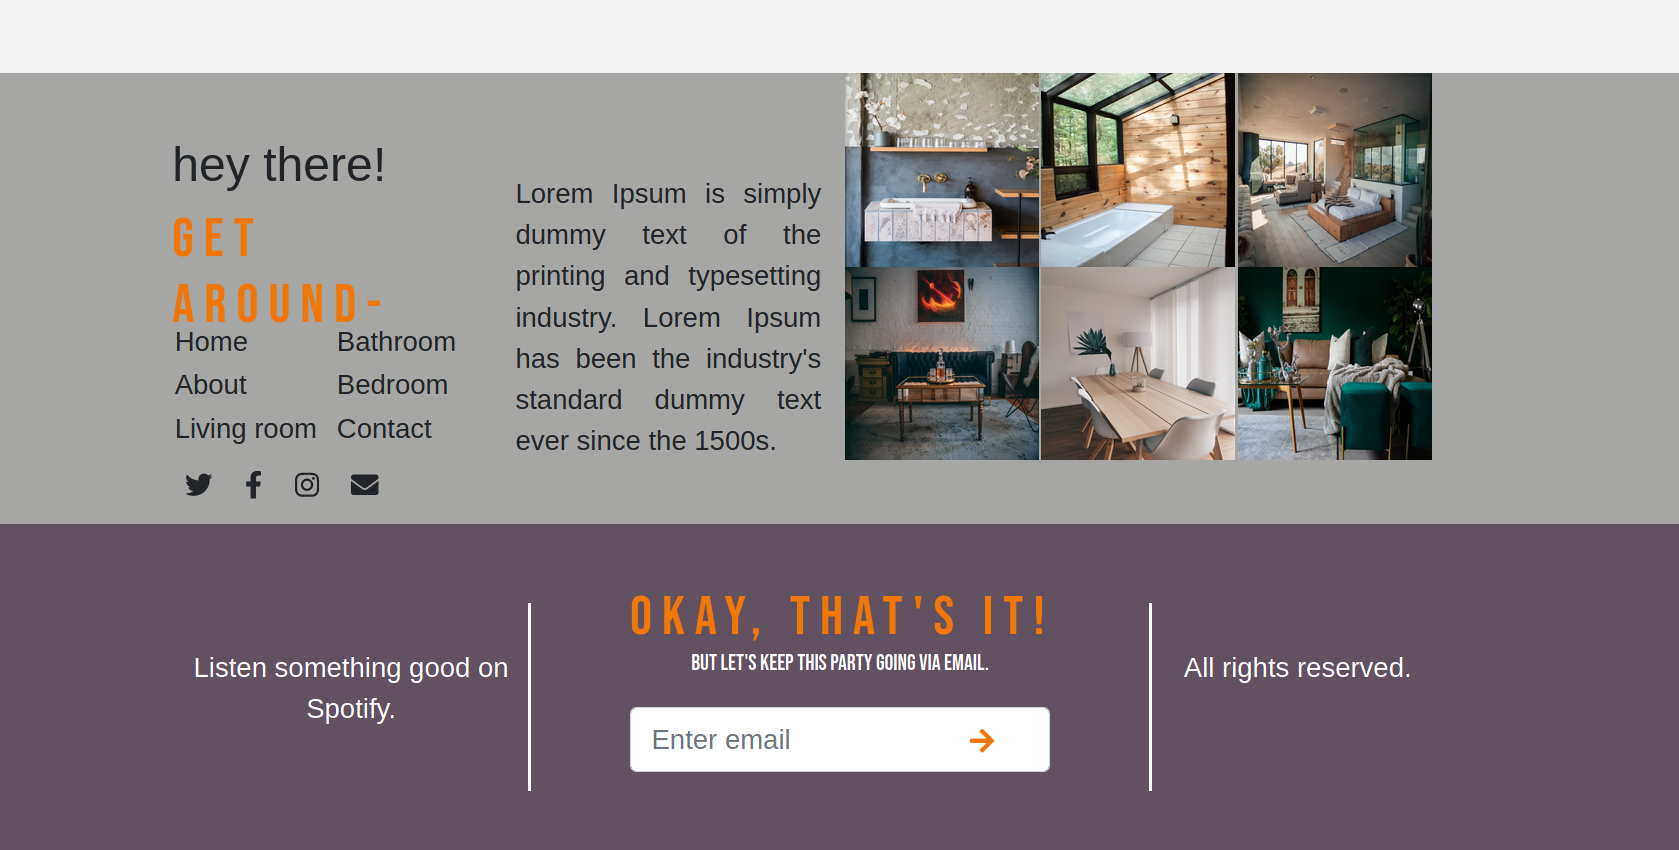 hey there!
GET
AROUND-
Home Bathroom
About Bedroom
Living room Contact
Lorem Ipsum is simply
dummy text of the
printing and typesetting
industry. Lorem Ipsum
has been the industry's
standard dummy text
ever since the 1500s.
Listen something good on
Spotify.
OKAY, THAT'S IT!
BUT LET'S KEEP THIS PARTY GOING VIA EMAIL.
Enter email
All rights reserved.